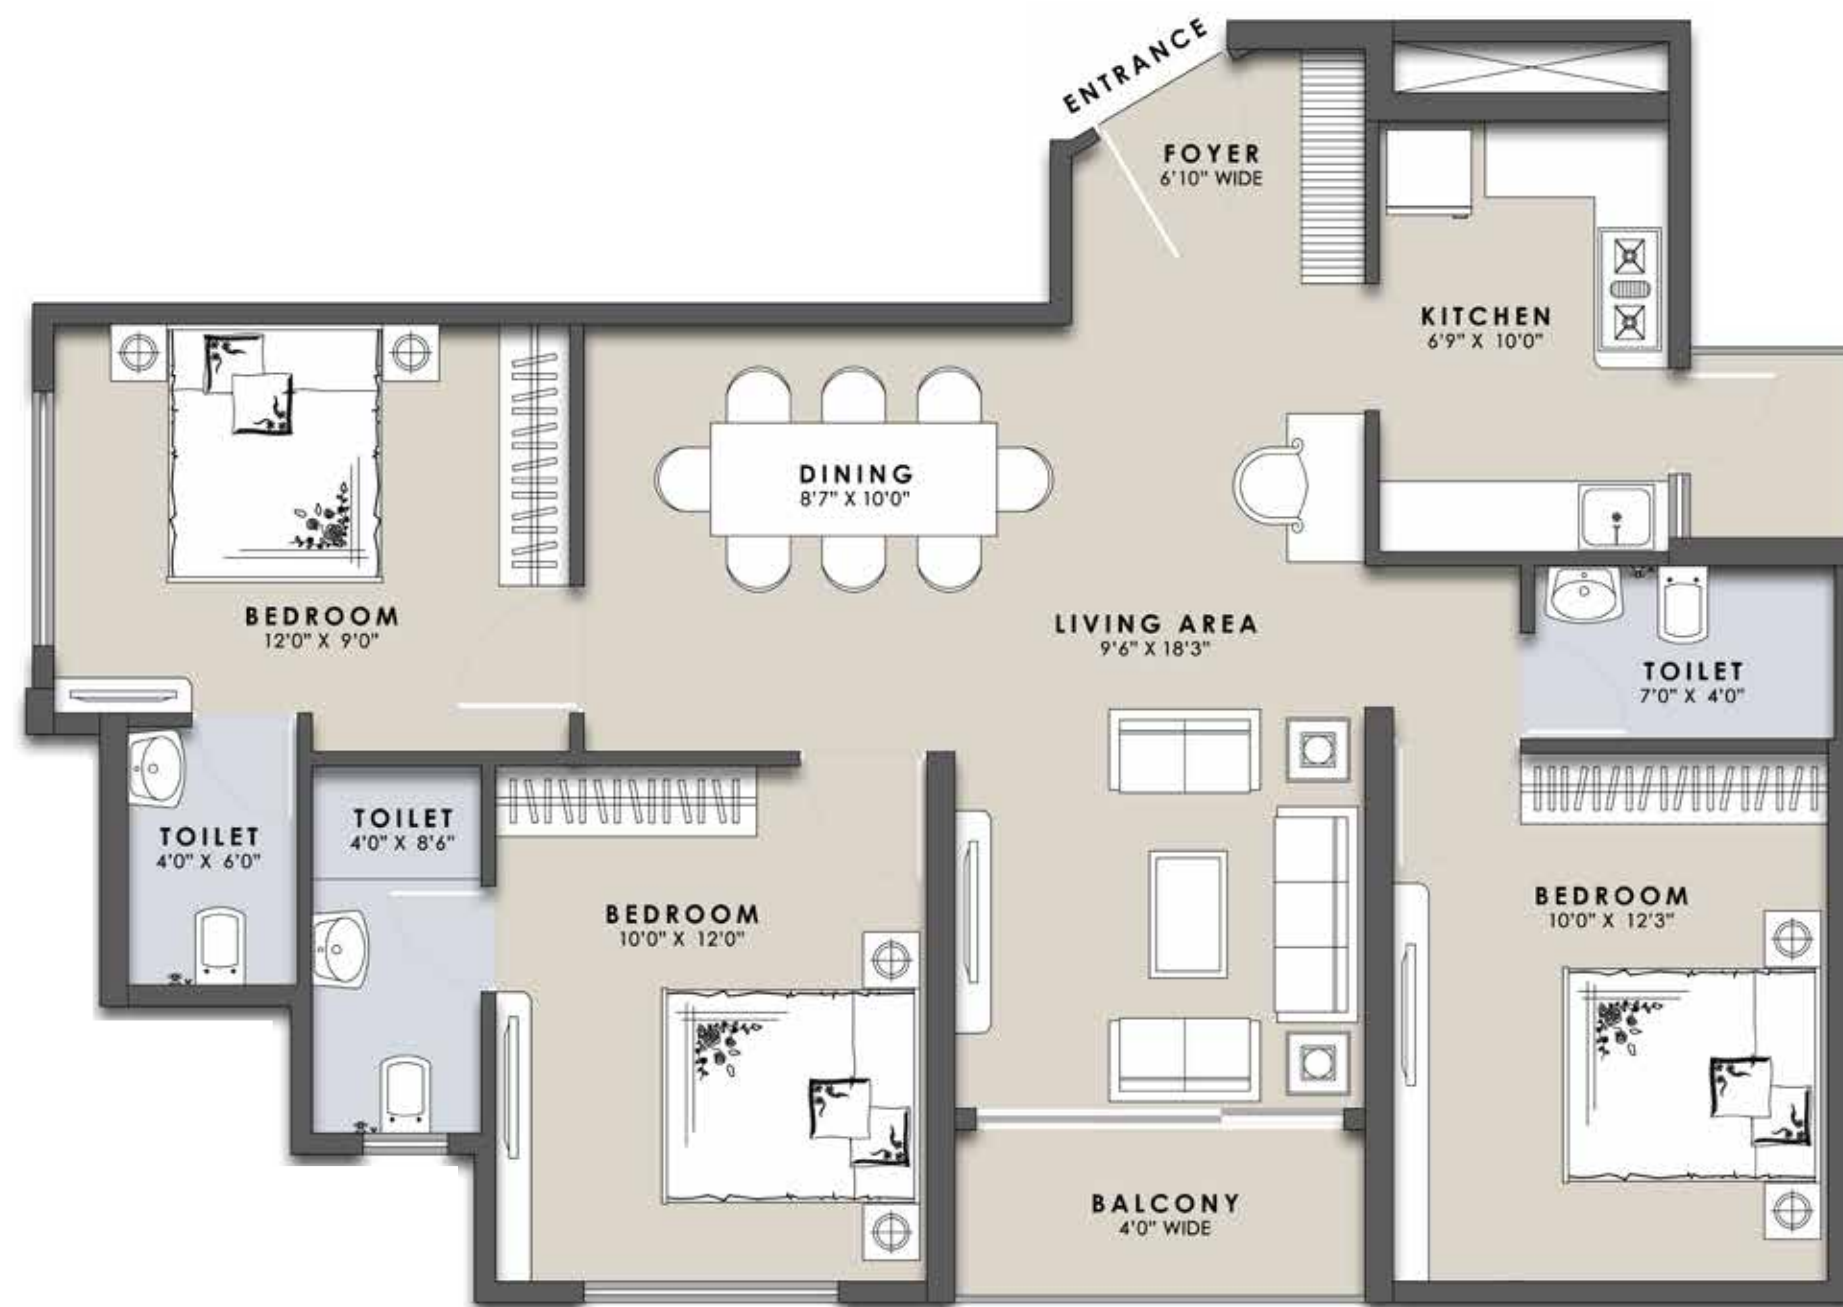 ENTRANCE
FOYER
6'10" WIDE
KITCHEN
6'9" X 10'0"
DINING
8'7" X 10'0"
BEDROOM
12'0" X 9'0"
LIVING AREA
9'6" X 18'3"
TOILET
7'0" X 4'0"
TOILET
4'0" X 6'0"
TOILET
4'0" X 8'6"
BEDROOM
10'0" X 12'0"
BEDROOM
10'0" X 12'3"
BALCONY
4'0" WIDE